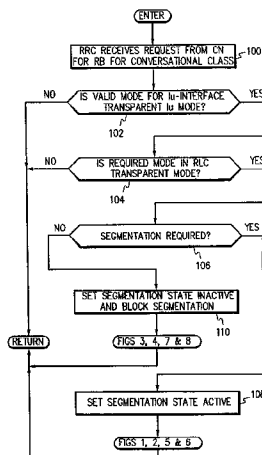 ENTER
RRC RECEIVES REQUEST FROM CN
FOR RB FOR CONVERSATIONAL CLASS
100
NO
IS VALID MODE FOR Iu-INTERFACE
TRANSPARENT Iu MODE?
YES
102
NO
IS REQUIRED MODE IN RLC
TRANSPARENT MODE?
YES
104
NO
SEGMENTATION REQUIRED?
YES
106
SET SEGMENTATION STATE INACTIVE
AND BLOCK SEGMENTATION
110
RETURN
FIGS 3, 4, 7 & 8
108
SET SEGMENTATION STATE ACTIVE
FIGS 1, 2, 5 & 6